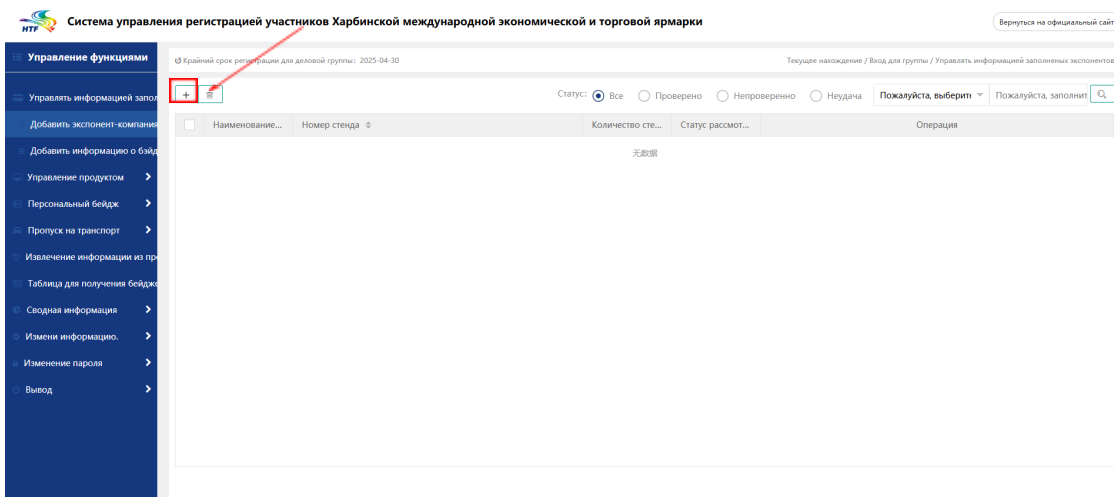 HTF
Система управления регистрацией участников Харбинской международной экономической и торговой ярмарки
Вернуться на официальный сайт
Управление функциями
Крайний срок регистрации для деловой группы: 2025-04-30
Текущее нахождение / Вход для группы / Управлять информацией заполненых экспонентов
Управлять информацией запол
+
Статус:
Все
Проверено
Непроверенно
Неудача
Пожалуйста, выберите
Пожалуйста, заполнит
Добавить экспонент-компания
Наименование...
Номер стенда
Количество сте...
Статус рассмот...
Операция
Добавить информацию о бэйд
无数据
Управление продуктом
Персональный бейдж
Пропуск на транспорт
Извлечение информации из пре
Таблица для получения бейдже
Сводная информация
Измени информацию.
Изменение пароля
Вывод